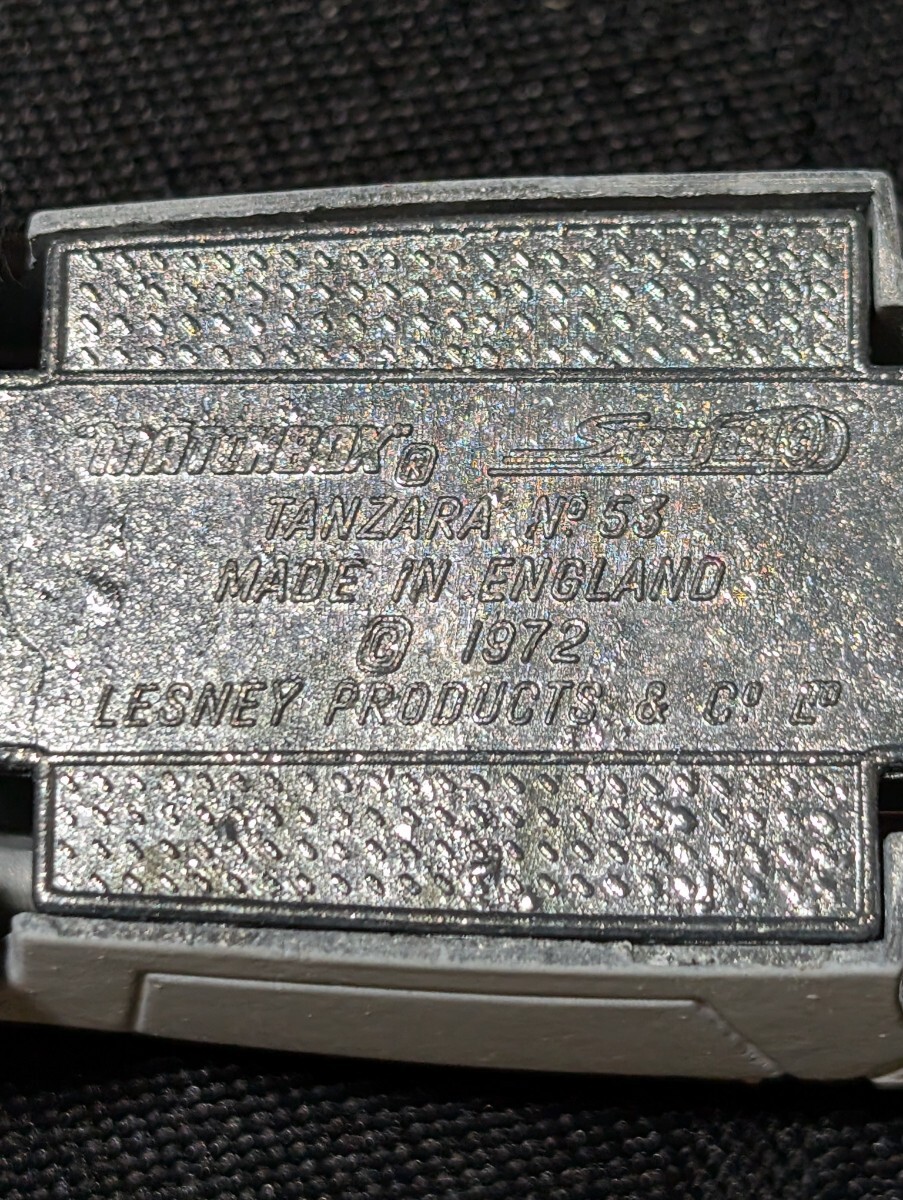 "MATCHBOX" ® Superfast
TANZARA Nº 53
MADE IN ENGLAND
© 1972
LESNEY PRODUCTS & Cº Lᴰ